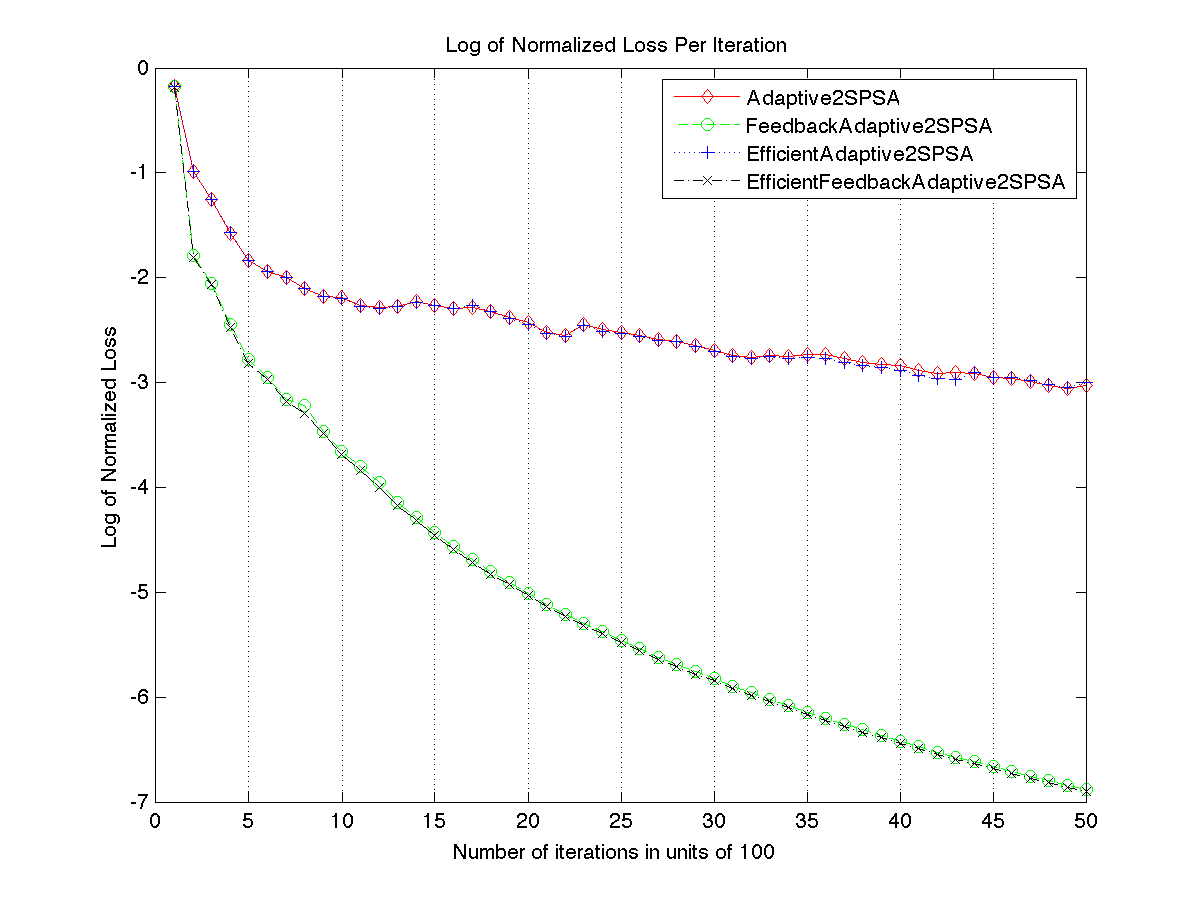 Log of Normalized Loss Per Iteration
Adaptive2SPSA
FeedbackAdaptive2SPSA
EfficientAdaptive2SPSA
EfficientFeedbackAdaptive2SPSA
Log of Normalized Loss
0
-1
-2
-3
-4
-5
-6
-7
0 5 10 15 20 25 30 35 40 45 50
Number of iterations in units of 100